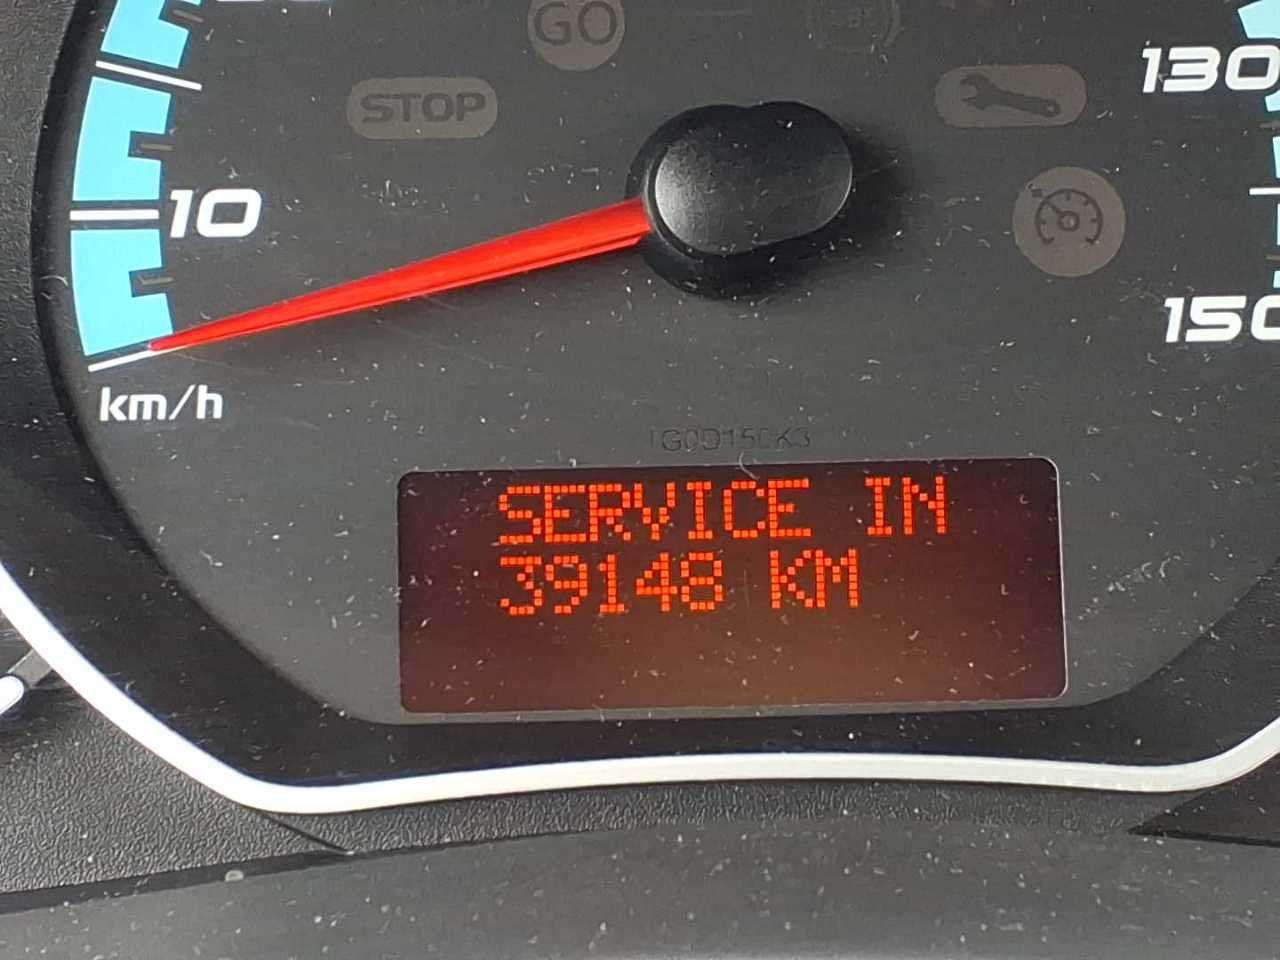 GO
STOP
130
10
150
km/h
SERVICE IN
39148 KM